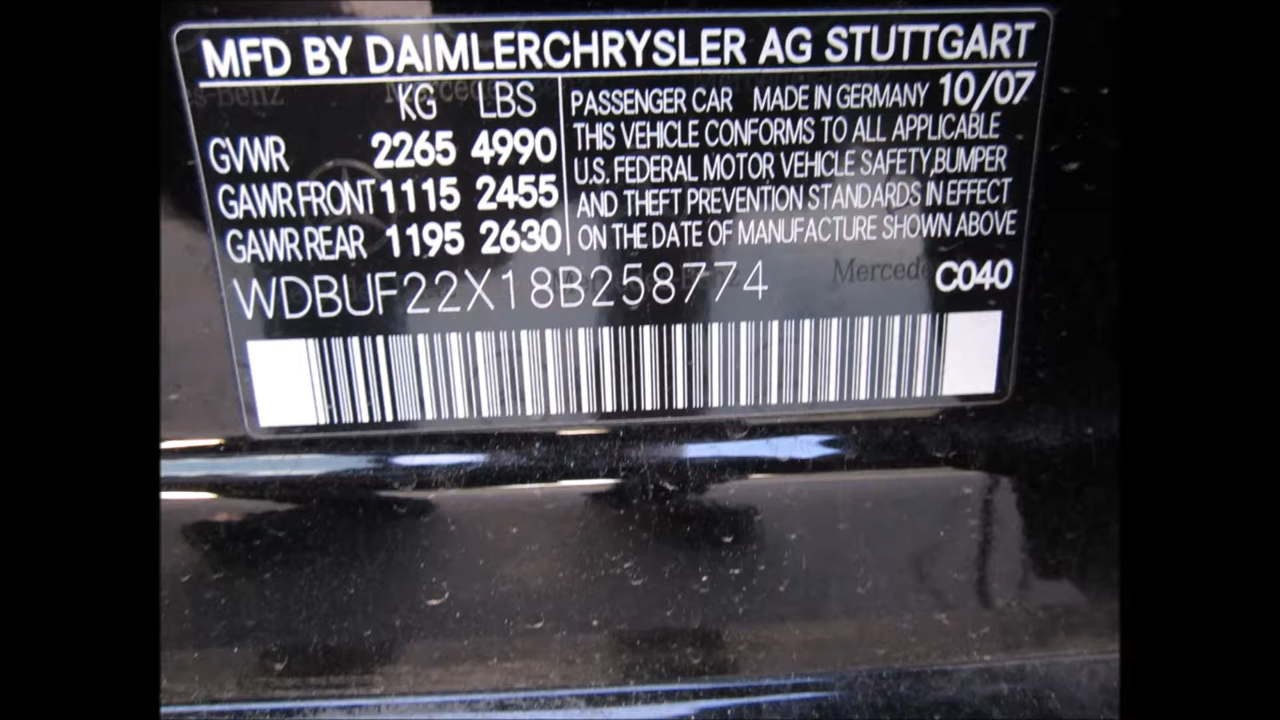 MFD BY DAIMLERCHRYSLER AG STUTTGART
KG LBS
GVWR 2265 4990
GAWR FRONT 1115 2455
GAWR REAR 1195 2630
PASSENGER CAR MADE IN GERMANY 10/07
THIS VEHICLE CONFORMS TO ALL APPLICABLE
U.S. FEDERAL MOTOR VEHICLE SAFETY, BUMPER
AND THEFT PREVENTION STANDARDS IN EFFECT
ON THE DATE OF MANUFACTURE SHOWN ABOVE
WDBUF22X18B258774
C040